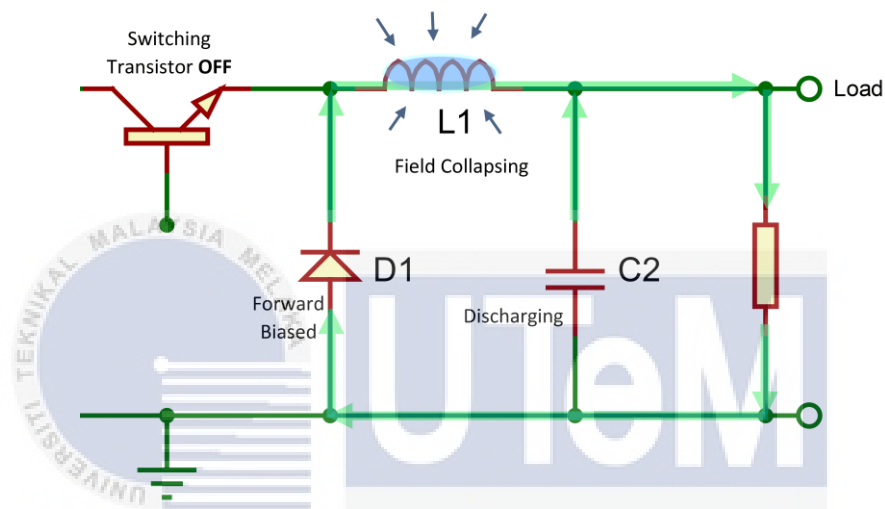 Switching
Transistor OFF
L1
Load
Field Collapsing
D1
C2
Forward
Biased
Discharging
UNIVERSITI TEKNIKAL MALAYSIA MELAKA
UTeM